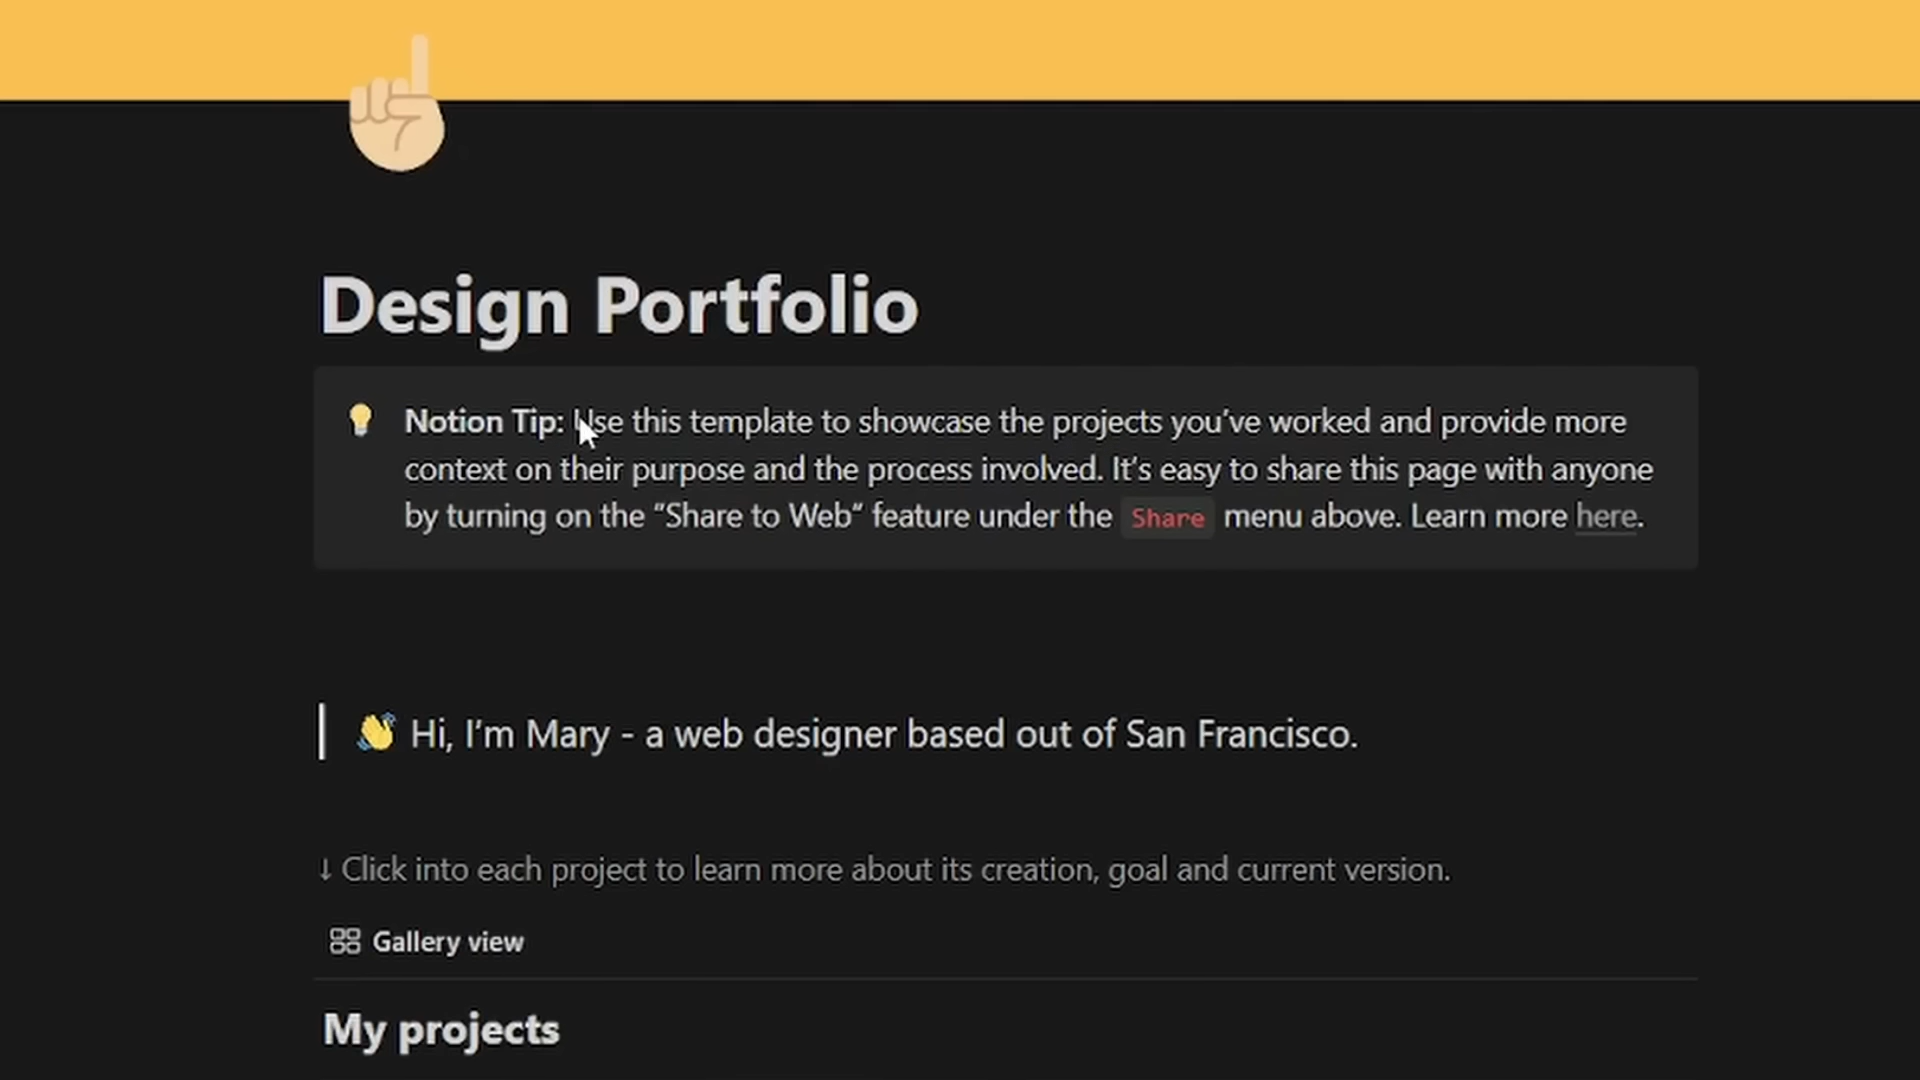 Design Portfolio
Notion Tip: Use this template to showcase the projects you’ve worked and provide more
context on their purpose and the process involved. It’s easy to share this page with anyone
by turning on the “Share to Web“ feature under the Share menu above. Learn more here.
Hi, I’m Mary - a web designer based out of San Francisco.
↓ Click into each project to learn more about its creation, goal and current version.
Gallery view
My projects